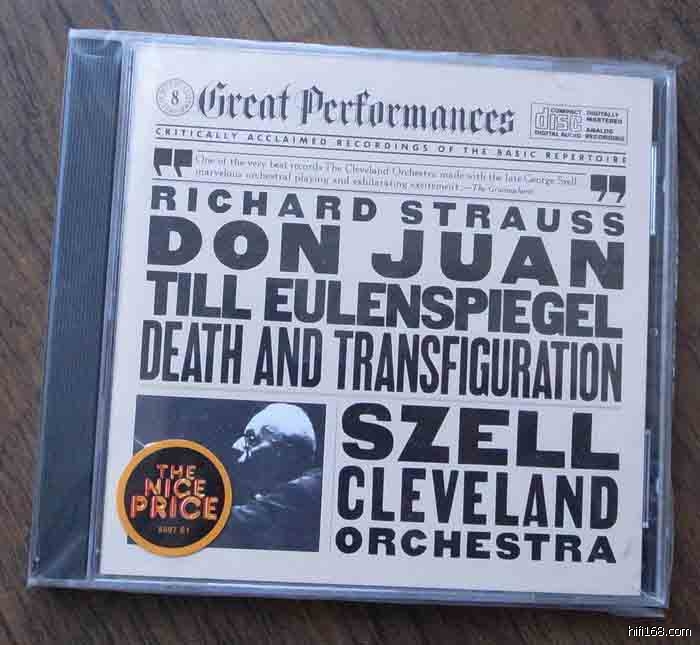 8 Great Performances
COMPACT
disc
DIGITAL AUDIO
DIGITALLY
MASTERED
ANALOG
RECORDING
CRITICALLY ACCLAIMED RECORDINGS OF THE BASIC REPERTOIRE
"One of the very best records The Cleveland Orchestra made with the late George Szell
marvelous orchestral playing and exhilarating excitement.—The Gramophone"
RICHARD STRAUSS
DON JUAN
TILL EULENSPIEGEL
DEATH AND TRANSFIGURATION
SZELL
CLEVELAND
ORCHESTRA
THE
NICE
PRICE
hifi168.com